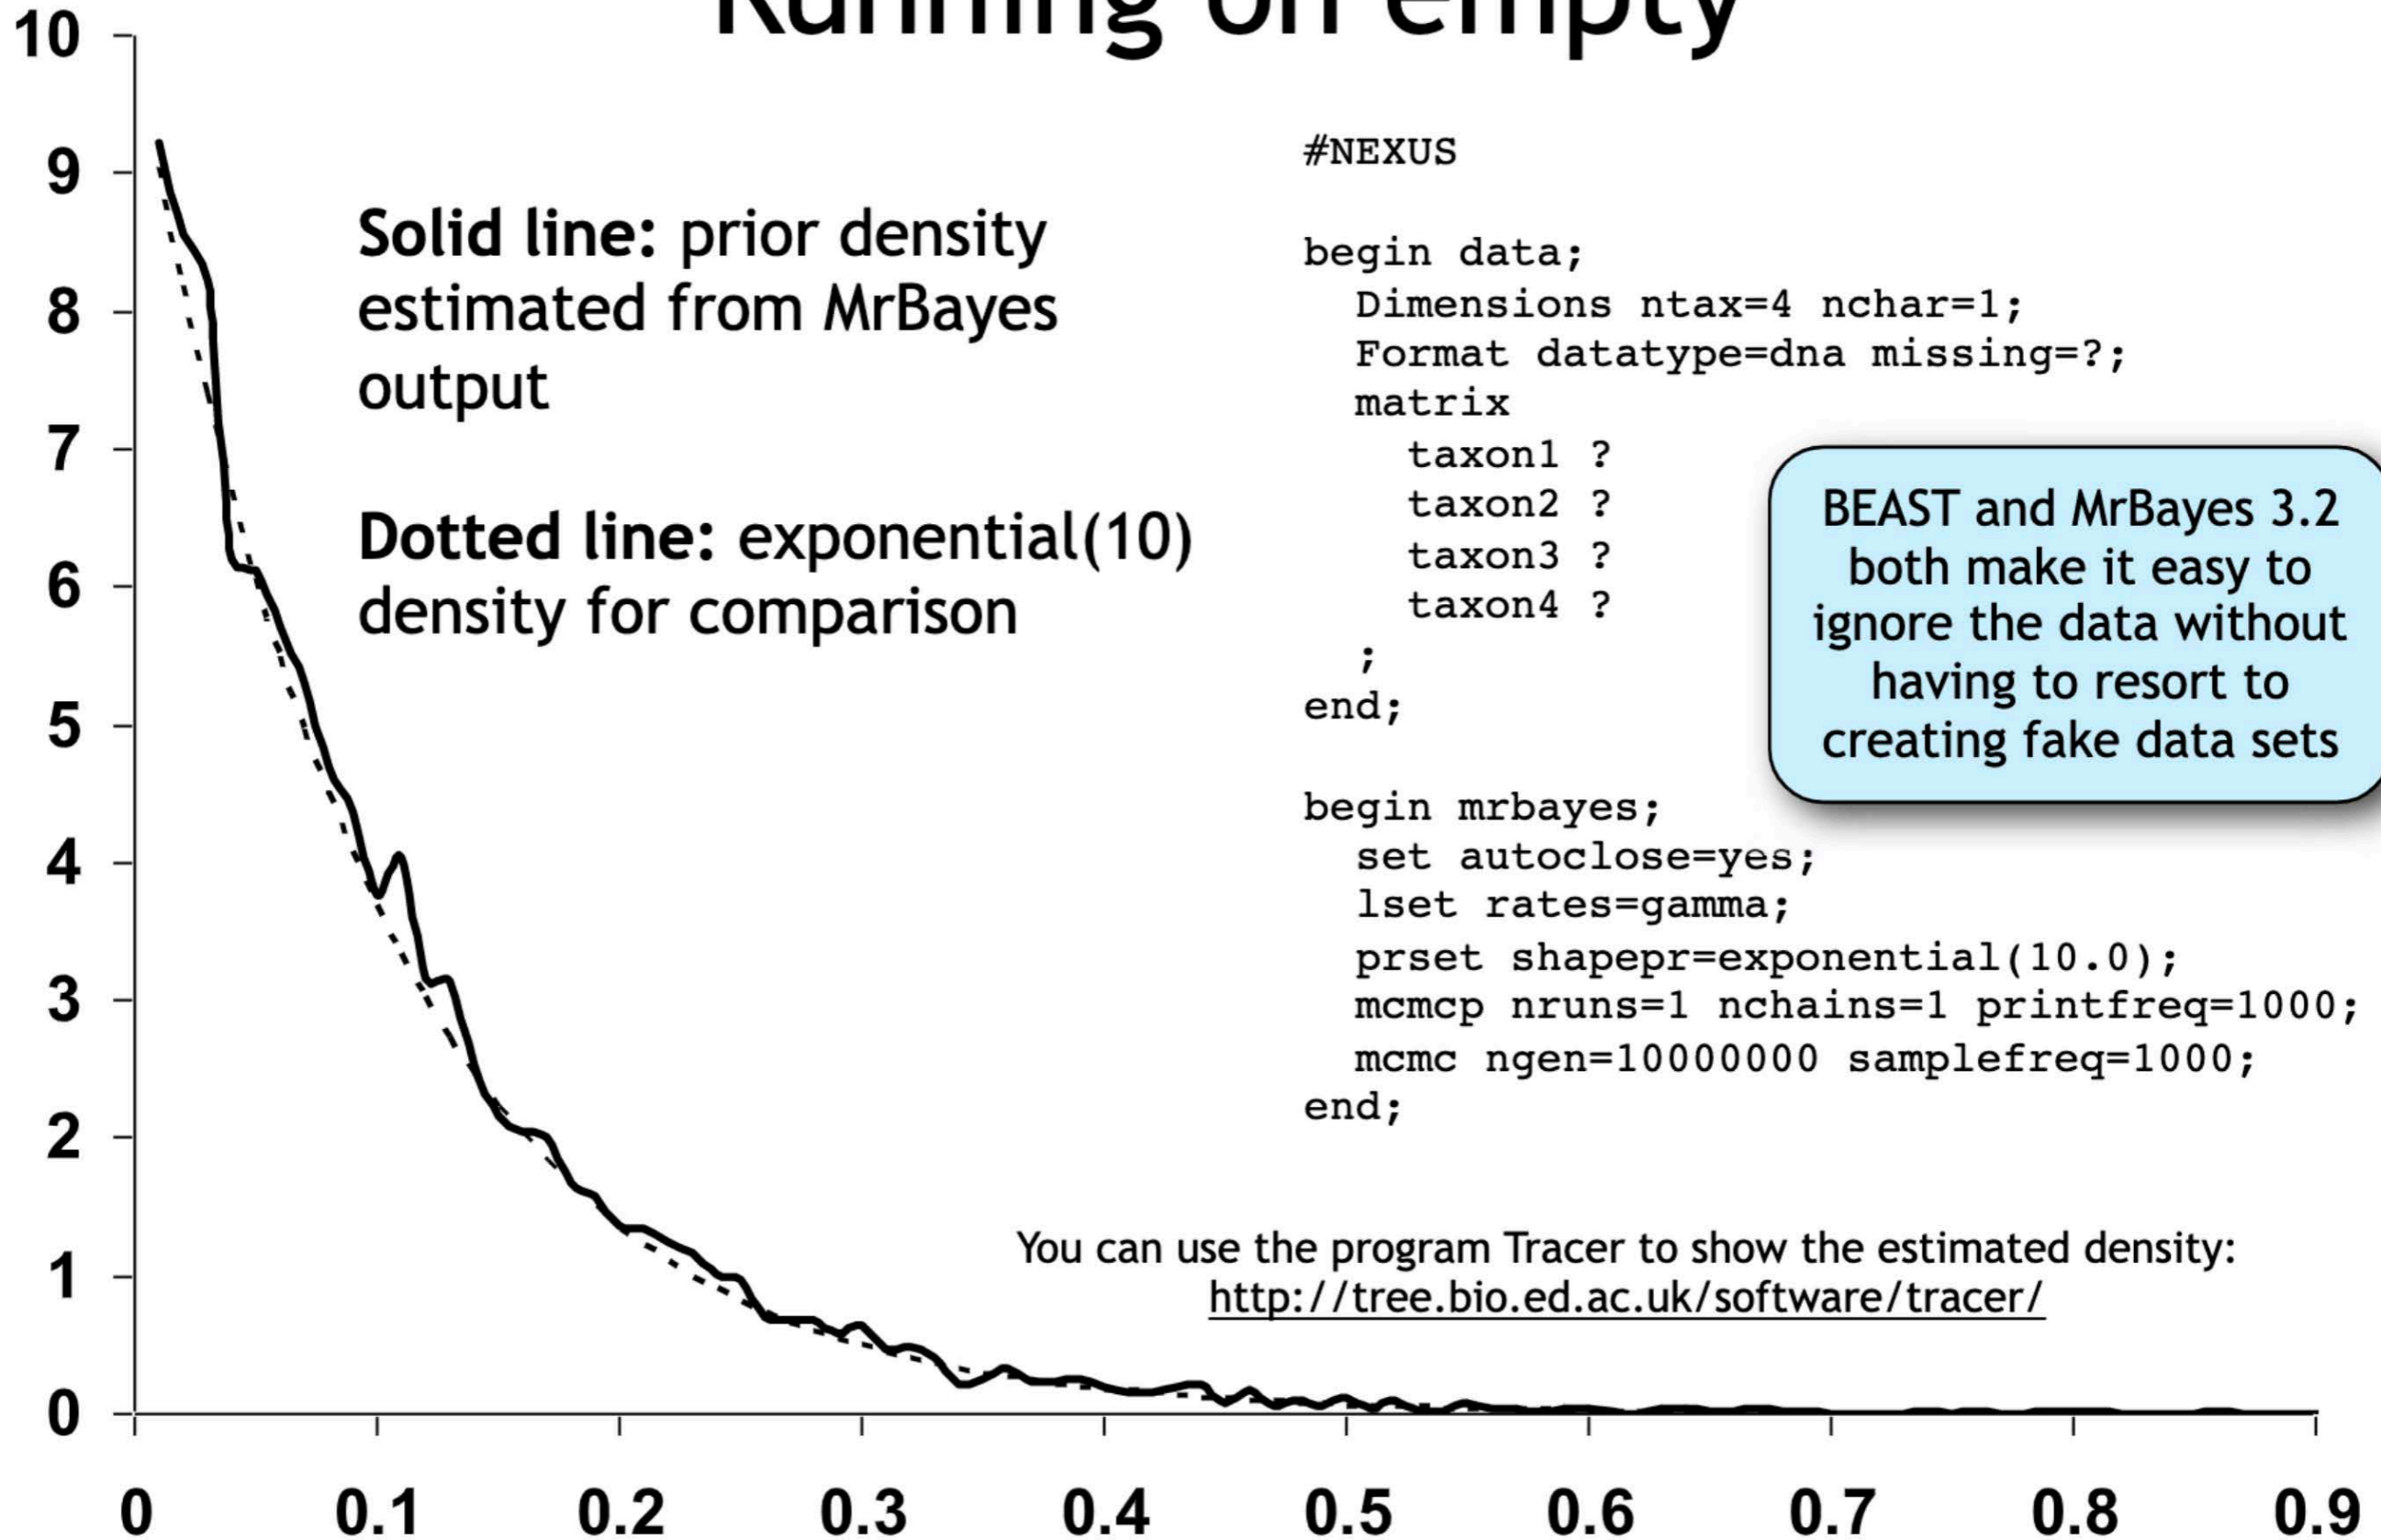 Running on empty
10
9
8
7
6
5
4
3
2
1
0
Solid line: prior density
estimated from MrBayes
output
Dotted line: exponential(10)
density for comparison
#NEXUS
begin data;
Dimensions ntax=4 nchar=1;
Format datatype=dna missing=?;
matrix
taxon1 ?
taxon2 ?
taxon3 ?
taxon4 ?
;
end;
begin mrbayes;
set autoclose=yes;
lset rates=gamma;
prset shapepr=exponential(10.0);
mcmcp nruns=1 nchains=1 printfreq=1000;
mcmc ngen=10000000 samplefreq=1000;
end;
BEAST and MrBayes 3.2
both make it easy to
ignore the data without
having to resort to
creating fake data sets
You can use the program Tracer to show the estimated density:
http://tree.bio.ed.ac.uk/software/tracer/
0 0.1 0.2 0.3 0.4 0.5 0.6 0.7 0.8 0.9